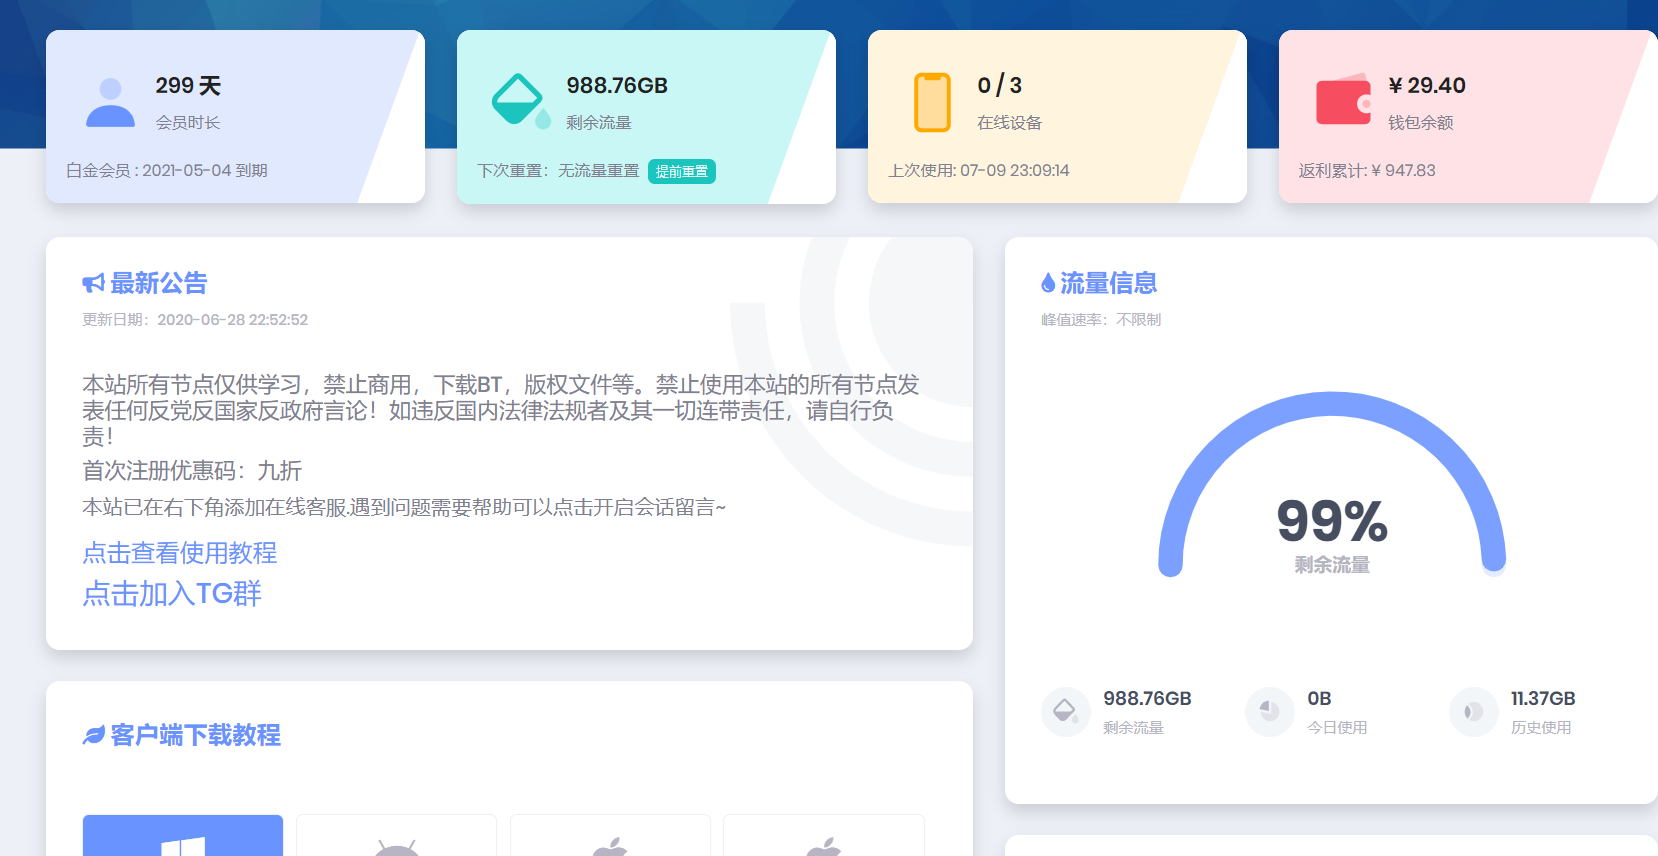 299 天
会员时长
白金会员 : 2021-05-04 到期
988.76GB
剩余流量
下次重置：无流量重置 提前重置
0 / 3
在线设备
上次使用: 07-09 23:09:14
¥ 29.40
钱包余额
返利累计: ¥ 947.83
最新公告
更新日期：2020-06-28 22:52:52
本站所有节点仅供学习，禁止商用，下载BT，版权文件等。禁止使用本站的所有节点发
表任何反党反国家反政府言论！如违反国内法律法规者及其一切连带责任，请自行负
责！
首次注册优惠码：九折
本站已在右下角添加在线客服.遇到问题需要帮助可以点击开启会话留言~
点击查看使用教程
点击加入TG群
客户端下载教程
流量信息
峰值速率：不限制
99%
剩余流量
988.76GB
剩余流量
0B
今日使用
11.37GB
历史使用